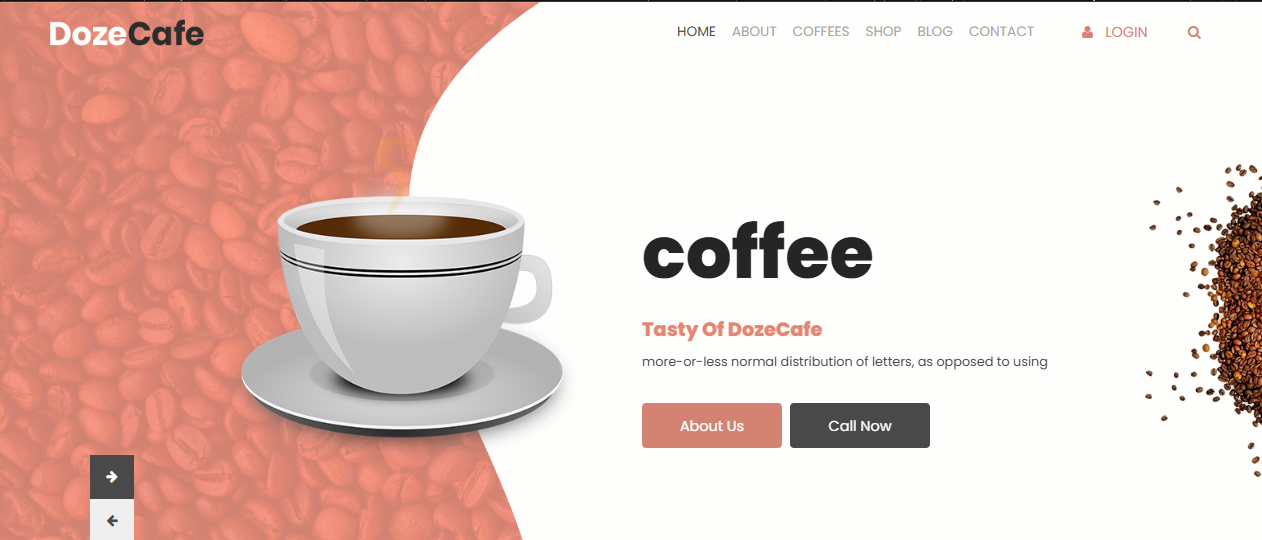 DozeCafe
HOME ABOUT COFFEES SHOP BLOG CONTACT LOGIN
coffee
Tasty Of DozeCafe
more-or-less normal distribution of letters, as opposed to using
About Us Call Now